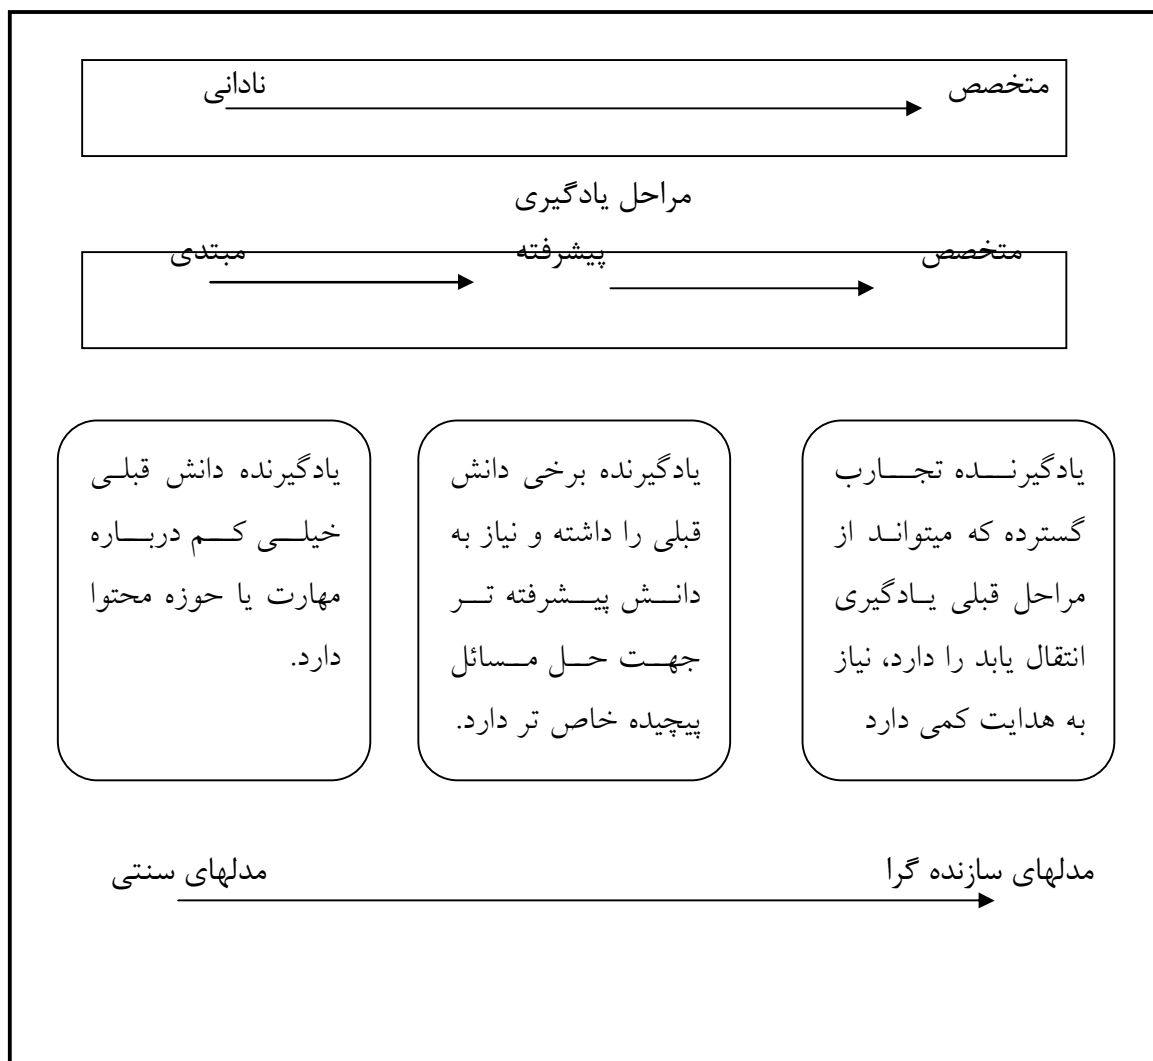 متخصص نادانی
مراحل یادگیری
متخصص پیشرفته مبتدی
یادگیرنده تجارب
گسترده که میتواند از
مراحل قبلی یادگیری
انتقال یابد را دارد، نیاز
به هدایت کمی دارد
یادگیرنده برخی دانش
قبلی را داشته و نیاز به
دانش پیشرفته تر
جهت حل مسائل
پیچیده خاص تر دارد.
یادگیرنده دانش قبلی
خیلی کم درباره
مهارت یا حوزه محتوا
دارد.
مدلهای سازنده گرا مدلهای سنتی